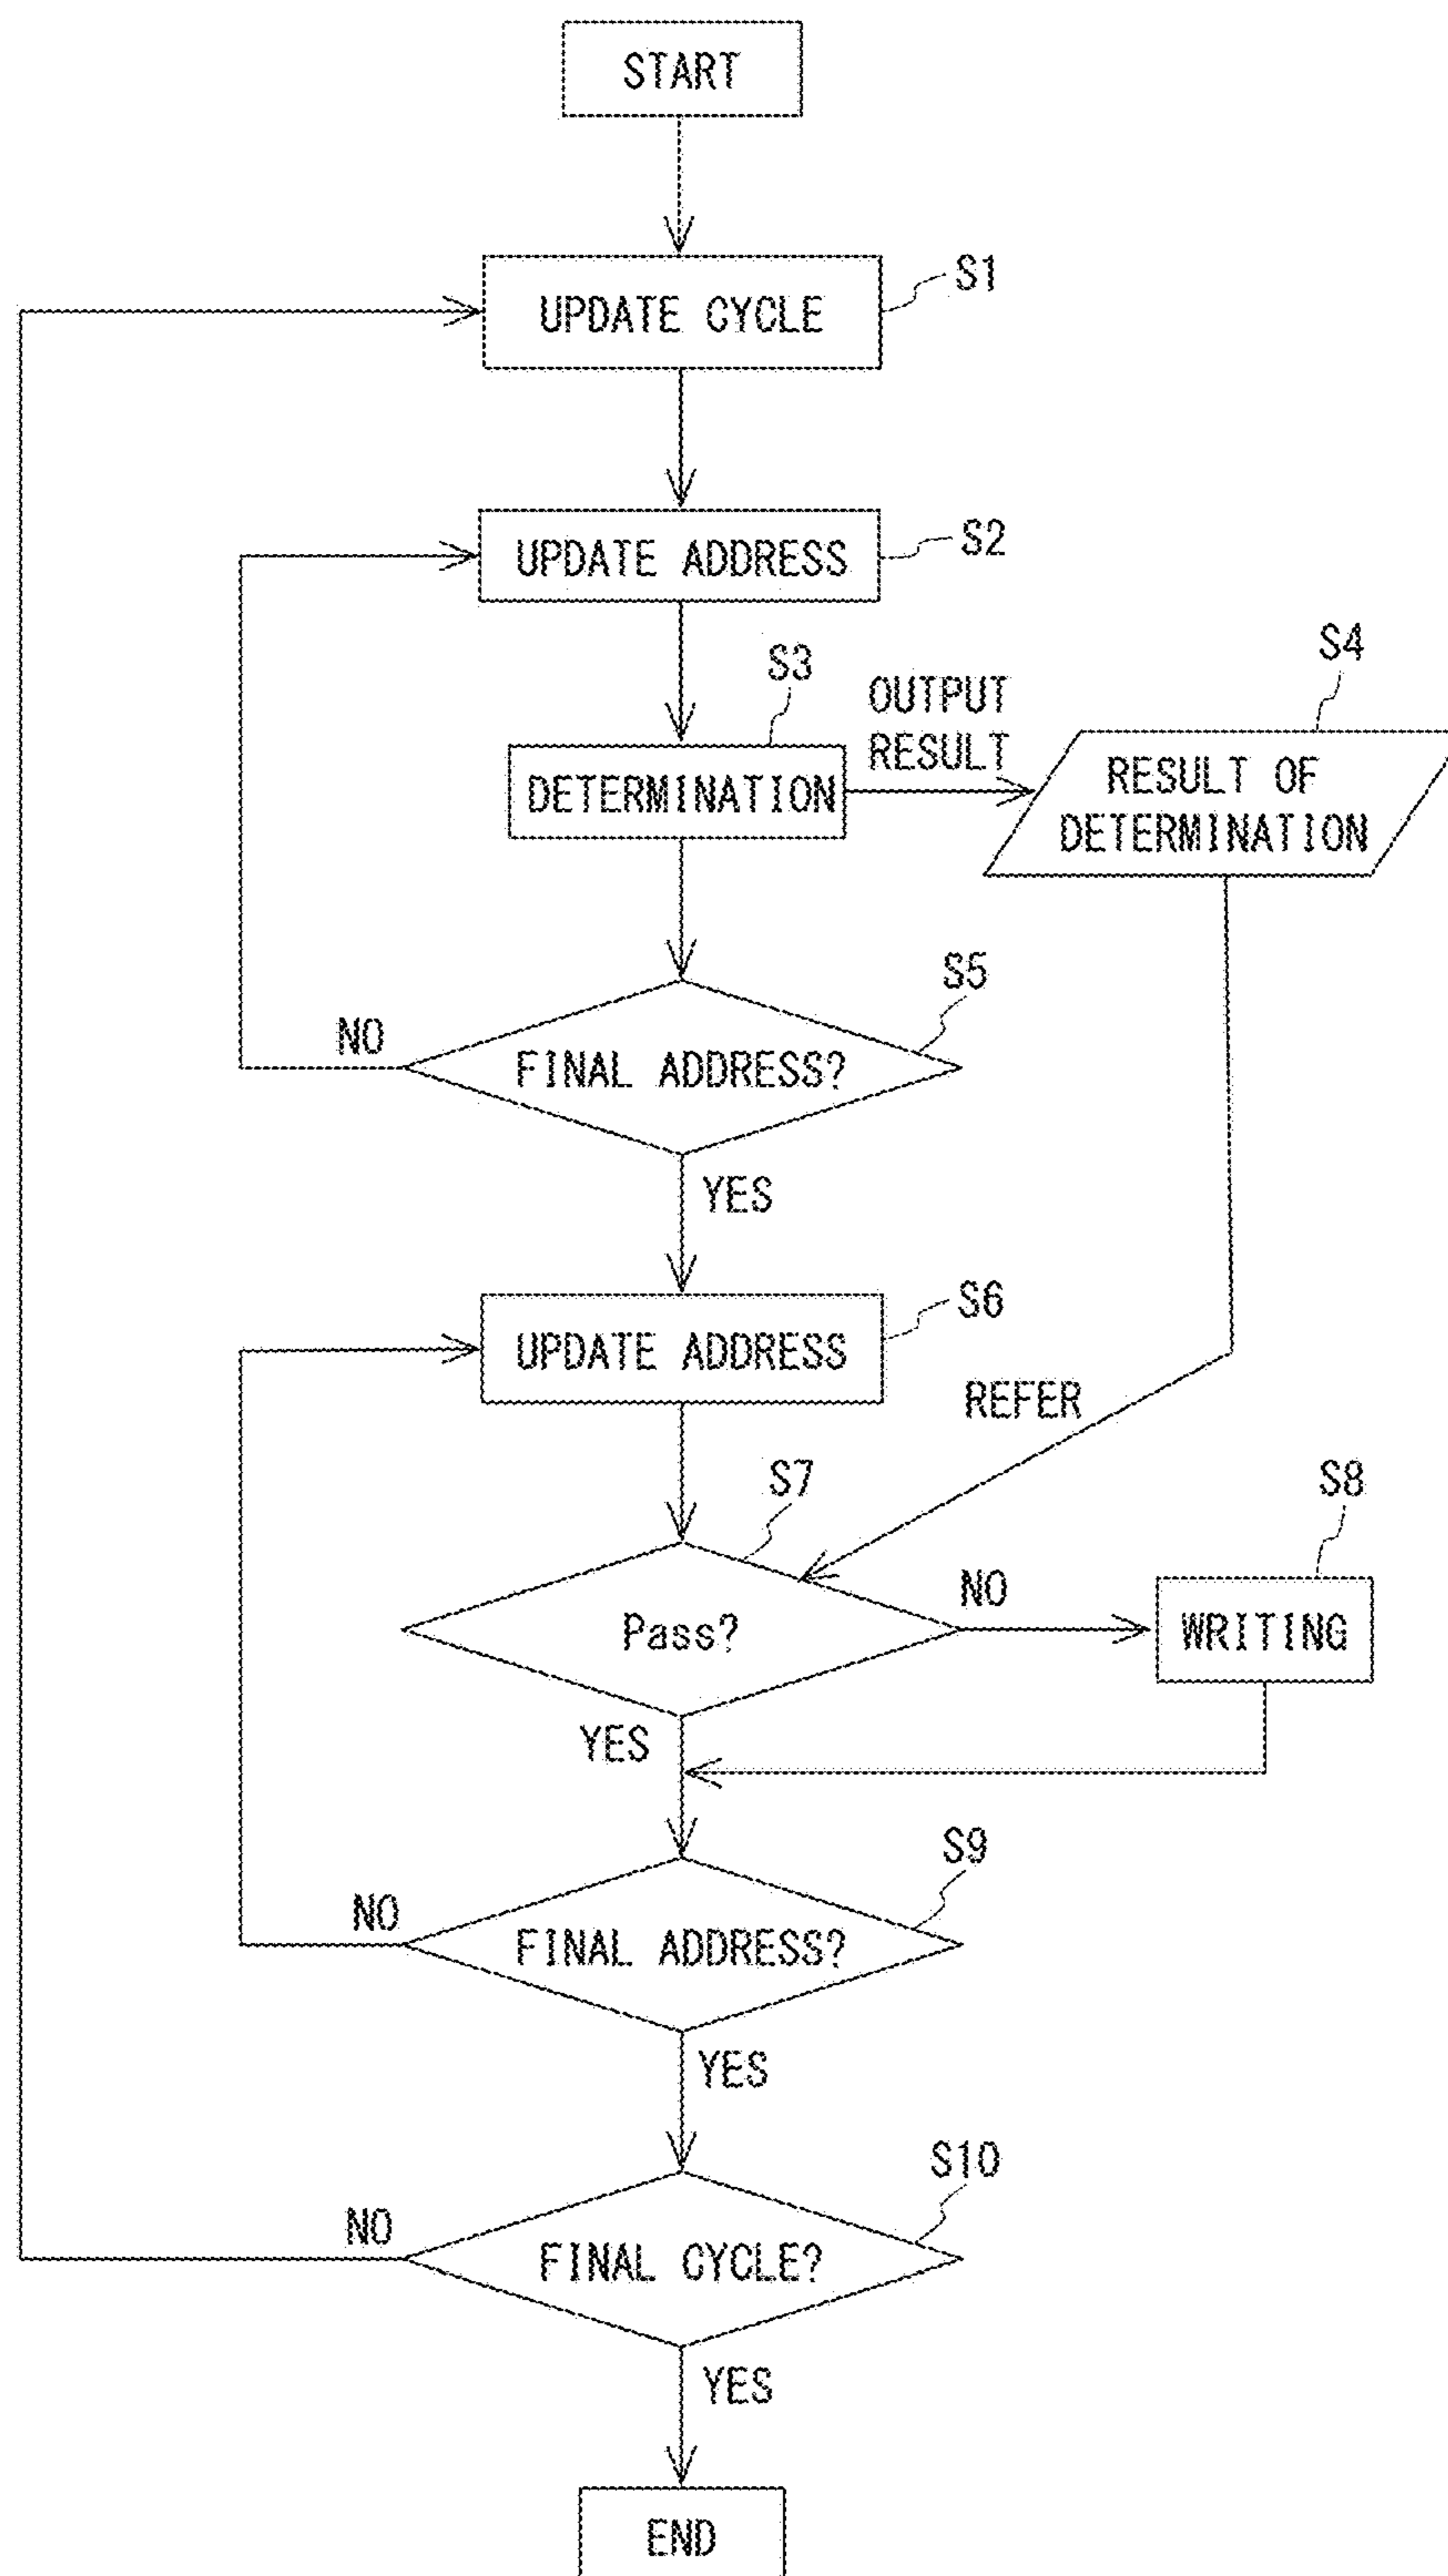 START
S1
UPDATE CYCLE
S2
UPDATE ADDRESS
S3
OUTPUT
RESULT
S4
DETERMINATION
RESULT OF
DETERMINATION
S5
NO
FINAL ADDRESS?
YES
S6
UPDATE ADDRESS
REFER
S7
S8
Pass?
NO
WRITING
YES
S9
NO
FINAL ADDRESS?
YES
S10
NO
FINAL CYCLE?
YES
END